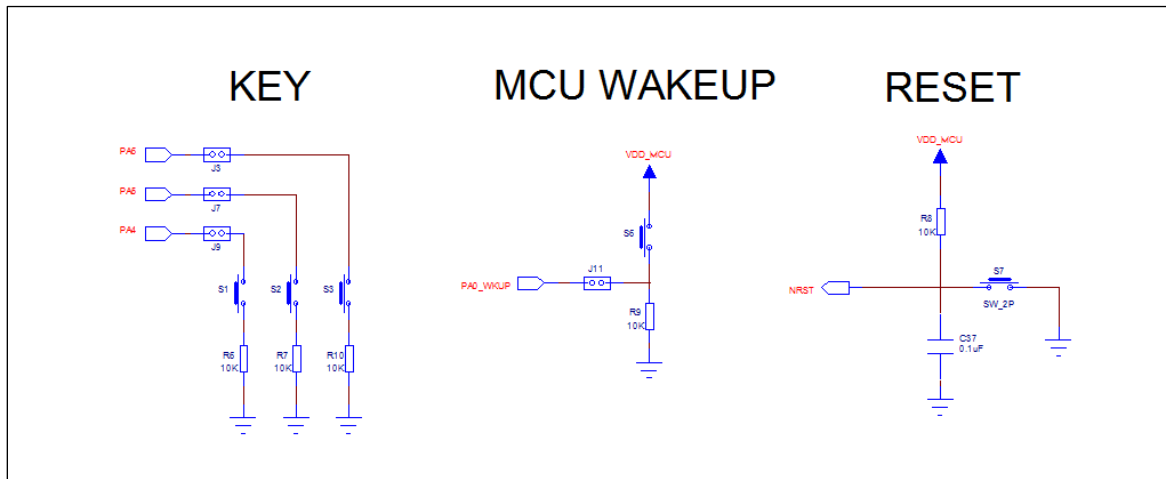 KEY
MCU WAKEUP
RESET
PA6
J3
PA5
J7
PA4
J9
S1
S2
S3
R6
10K
R7
10K
R10
10K
VDD_MCU
S6
PA0_WKUP
J11
R9
10K
VDD_MCU
R8
10K
NRST
S7
SW_2P
C37
0.1uF